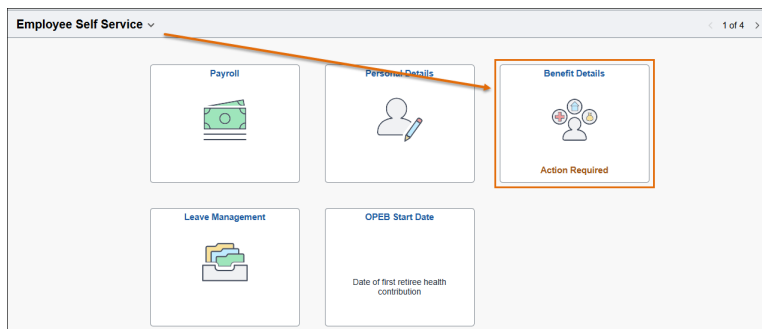 Employee Self Service
1 of 4
Payroll
Personal Details
Benefit Details
Action Required
Leave Management
OPEB Start Date
Date of first retiree health
contribution